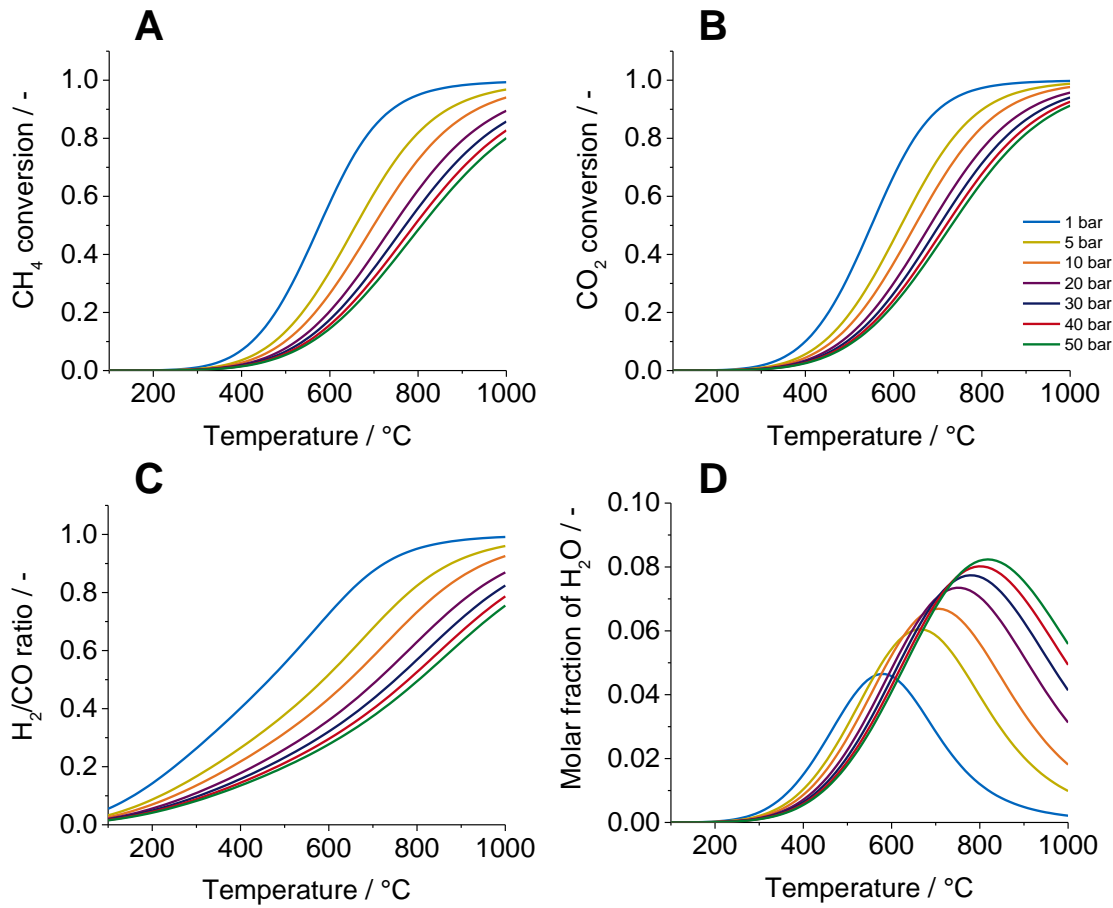 A
B
1.0
0.8
0.6
0.4
0.2
0.0
CH4 conversion / -
200 400 600 800 1000
Temperature / °C
1.0
0.8
0.6
0.4
0.2
0.0
CO2 conversion / -
200 400 600 800 1000
Temperature / °C
1 bar
5 bar
10 bar
20 bar
30 bar
40 bar
50 bar
C
D
1.0
0.8
0.6
0.4
0.2
0.0
H2/CO ratio / -
200 400 600 800 1000
Temperature / °C
0.10
0.08
0.06
0.04
0.02
0.00
Molar fraction of H2O / -
200 400 600 800 1000
Temperature / °C